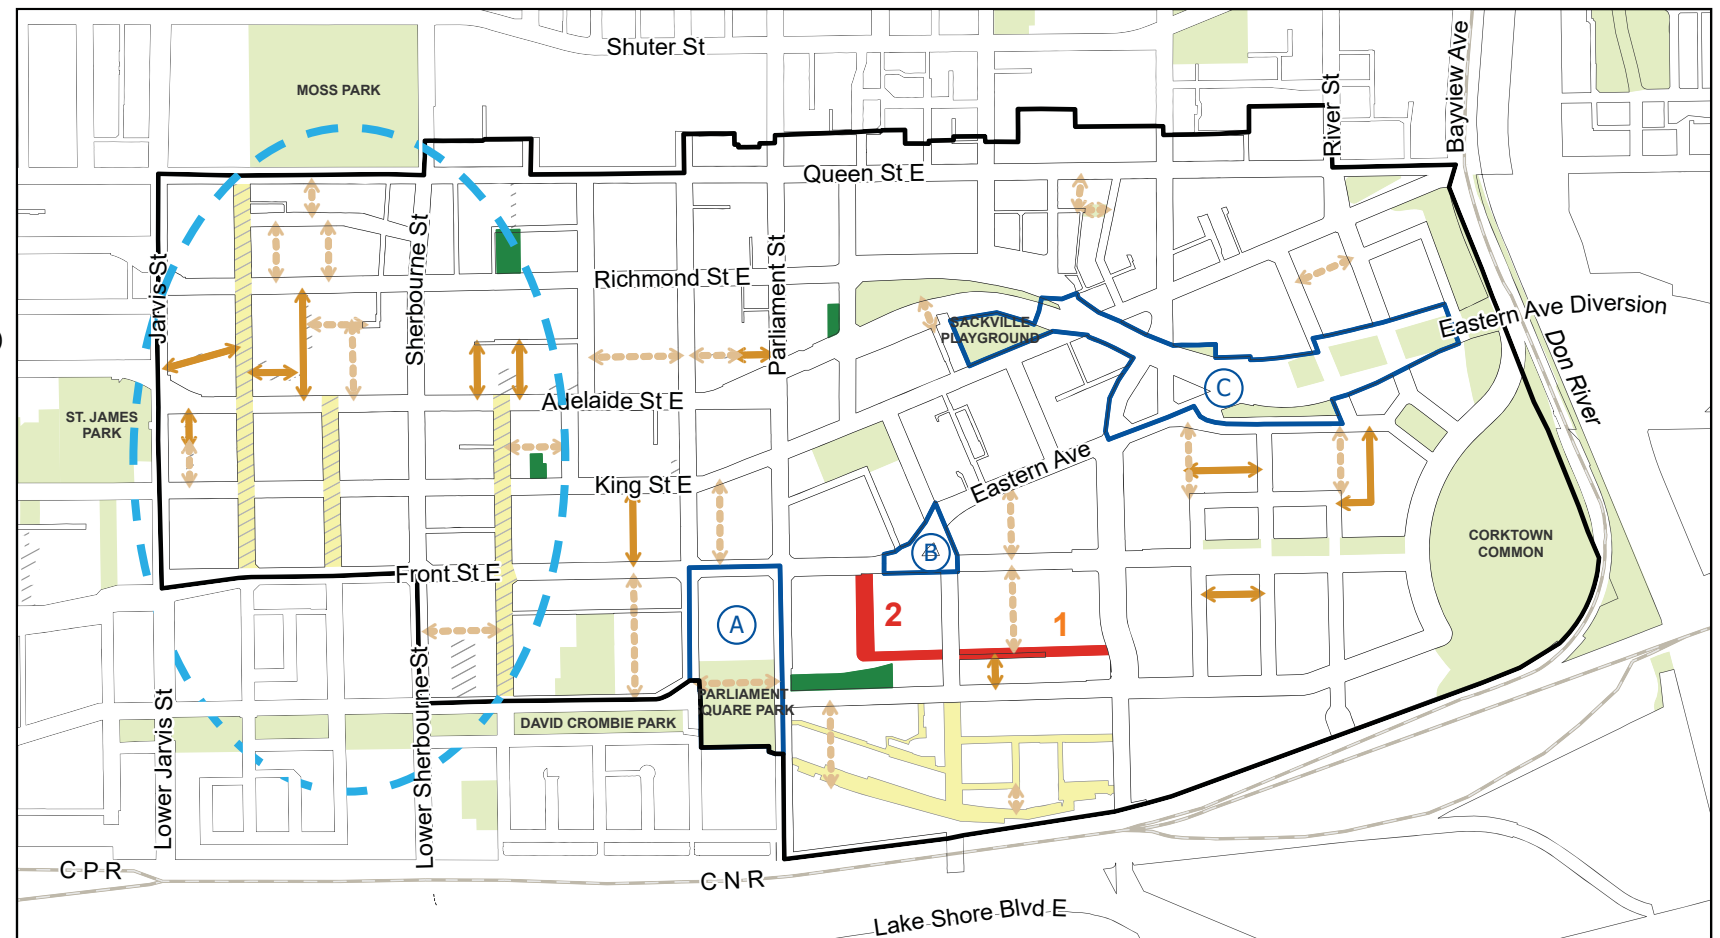 Shuter St
MOSS PARK
River St
Bayview Ave
Queen St E
Jarvis St
Sherbourne St
Richmond St E
Parliament St
SACKVILLE
PLAYGROUND
Eastern Ave Diversion
Don River
C
ST. JAMES
PARK
Adelaide St E
King St E
Eastern Ave
CORKTOWN
COMMON
B
Front St E
A
2
1
PARLIAMENT
SQUARE PARK
DAVID CROMBIE PARK
Lower Jarvis St
Lower Sherbourne St
C P R
C N R
Lake Shore Blvd E